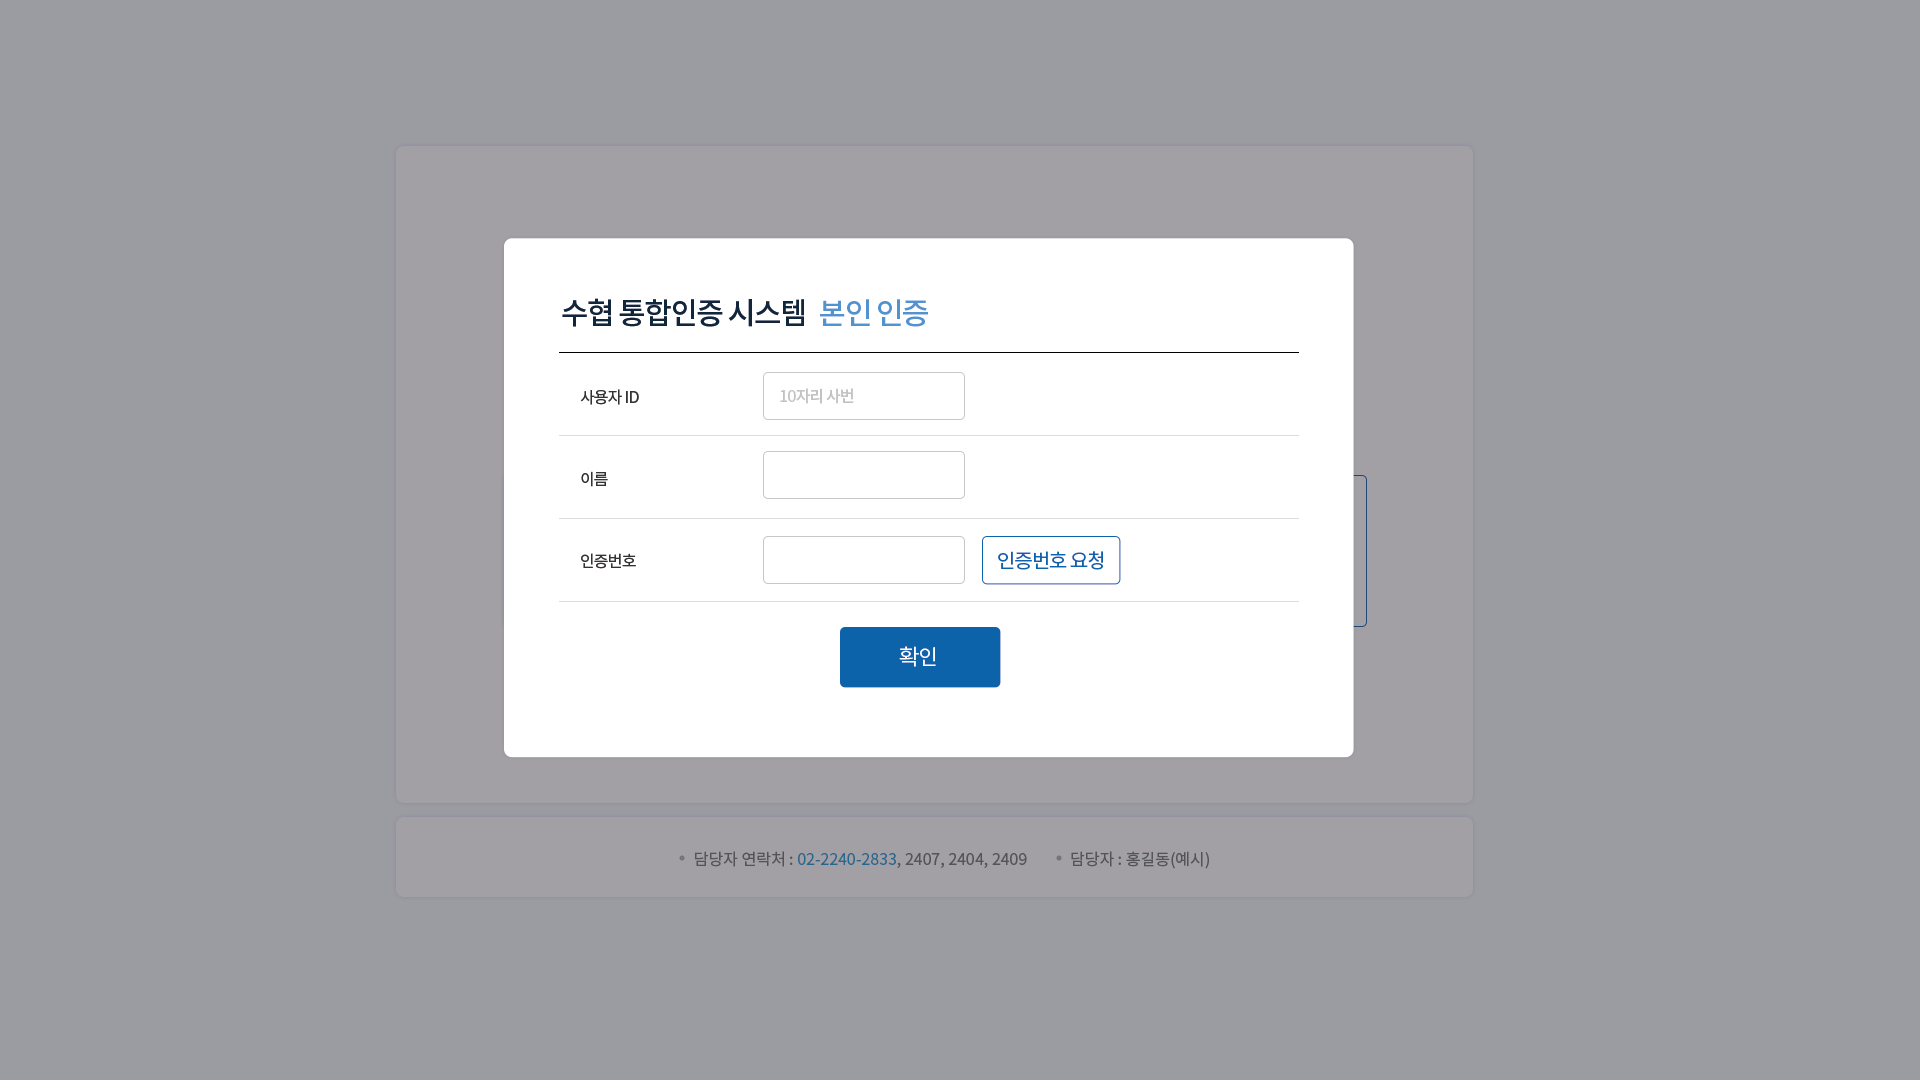 수협 통합인증 시스템 본인 인증
사용자 ID 10자리 사번
이름
인증번호 인증번호 요청
확인
• 담당자 연락처 : 02-2240-2833, 2407, 2404, 2409 • 담당자 : 홍길동(예시)